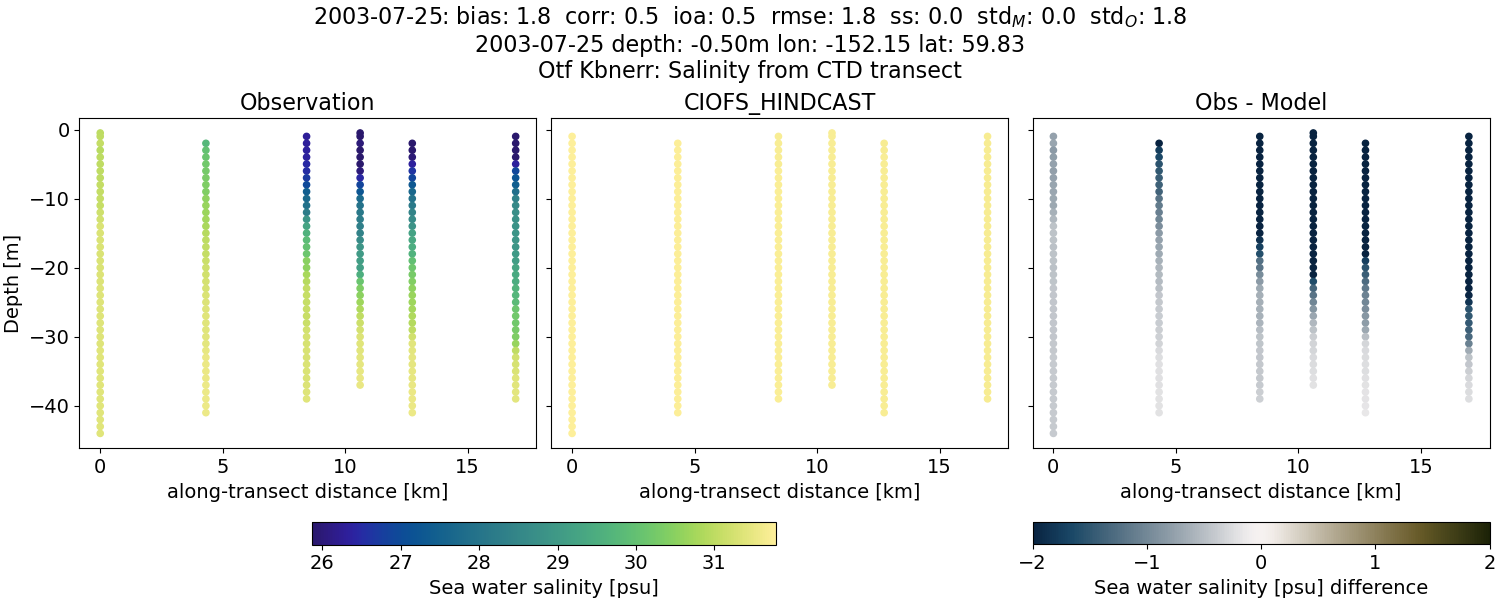 2003-07-25: bias: 1.8 corr: 0.5 ioa: 0.5 rmse: 1.8 ss: 0.0 std_M: 0.0 std_O: 1.8
2003-07-25 depth: -0.50m lon: -152.15 lat: 59.83
Otf Kbnerr: Salinity from CTD transect
Observation
CIOFS_HINDCAST
Obs - Model
Depth [m]
0
−10
−20
−30
−40
0 5 10 15
0 5 10 15
0 5 10 15
along-transect distance [km]
along-transect distance [km]
along-transect distance [km]
26 27 28 29 30 31
Sea water salinity [psu]
−2 −1 0 1 2
Sea water salinity [psu] difference